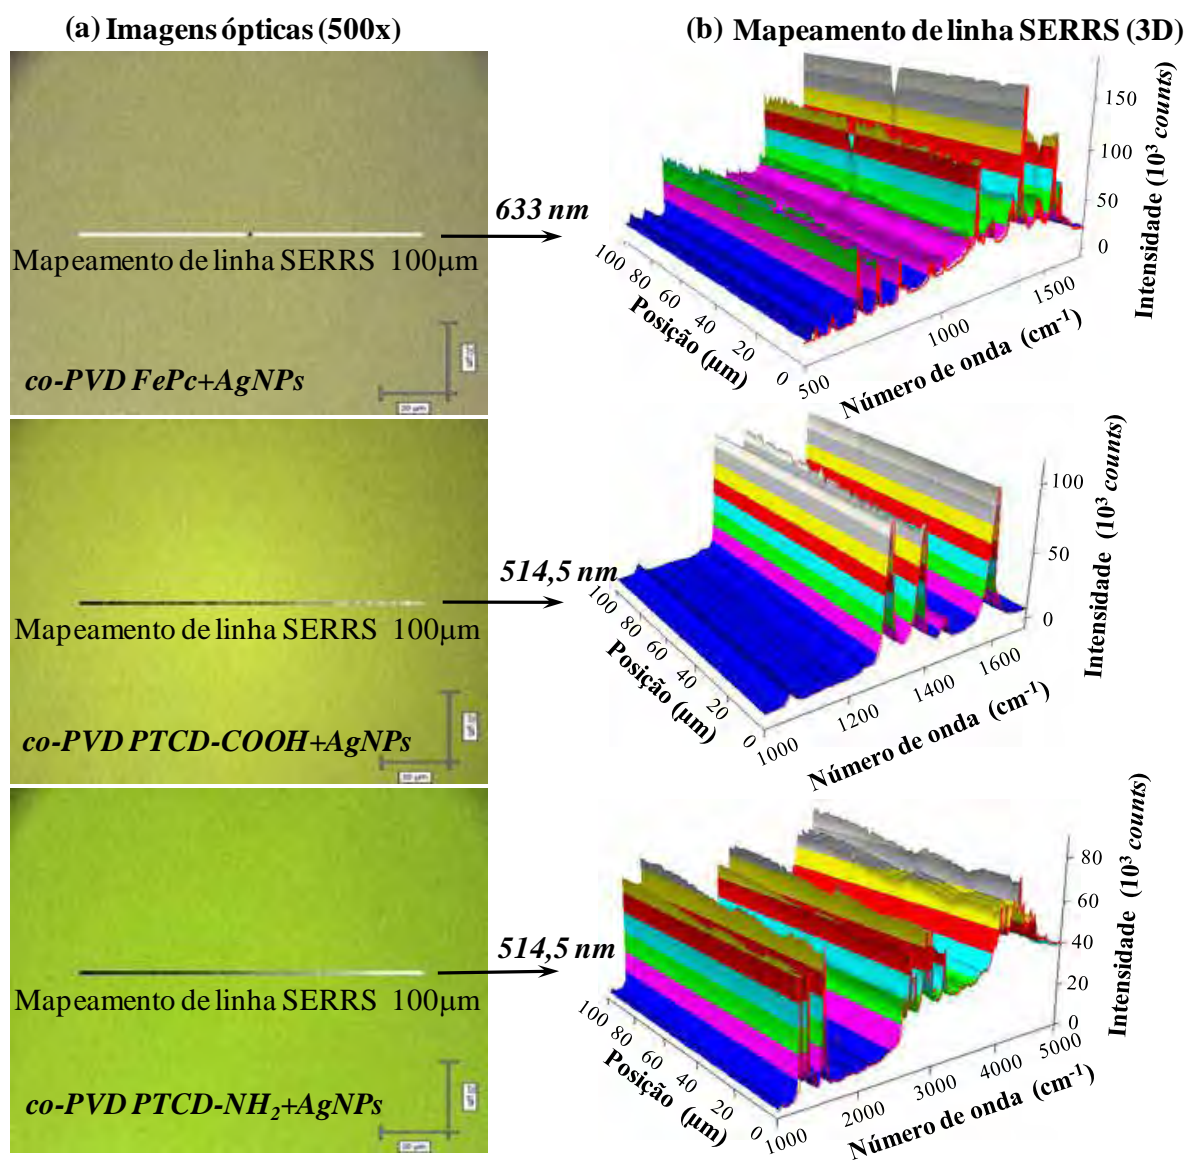 (a) Imagens ópticas (500x)
(b) Mapeamento de linha SERRS (3D)
Mapeamento de linha SERRS 100μm
co-PVD FePc+AgNPs
20 μm
633 nm
150
100
50
0
Intensidade (10³ counts)
100
80
60
40
20
0
Posição (μm)
500
1000
1500
Número de onda (cm⁻¹)
Mapeamento de linha SERRS 100μm
co-PVD PTCD-COOH+AgNPs
20 μm
514,5 nm
100
50
0
Intensidade (10³ counts)
100
80
60
40
20
0
Posição (μm)
1000
1200
1400
1600
Número de onda (cm⁻¹)
Mapeamento de linha SERRS 100μm
co-PVD PTCD-NH₂+AgNPs
20 μm
514,5 nm
80
60
40
20
0
Intensidade (10³ counts)
100
80
60
40
20
0
Posição (μm)
1000
2000
3000
4000
5000
Número de onda (cm⁻¹)